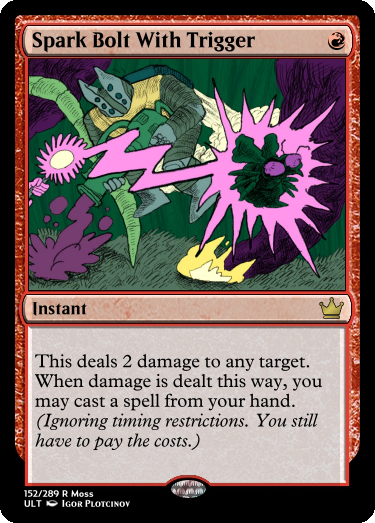 Spark Bolt With Trigger
Instant
This deals 2 damage to any target.
When damage is dealt this way, you
may cast a spell from your hand.
(Ignoring timing restrictions. You still
have to pay the costs.)
152/289 R Moss
ULT Igor Plotcinov